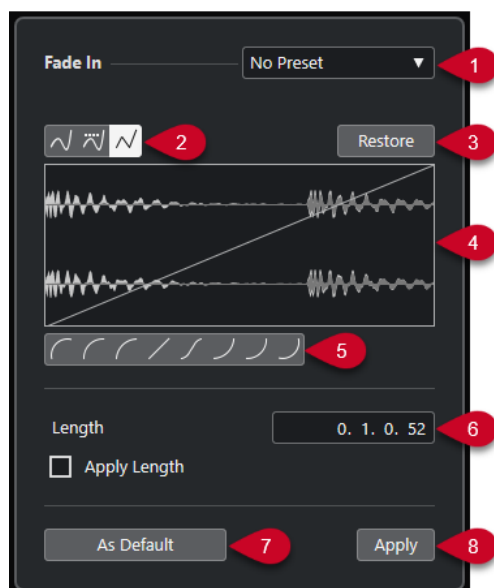 Fade In No Preset 1
2 Restore 3
4
5
Length 0. 1. 0. 52 6
Apply Length
As Default 7 Apply 8